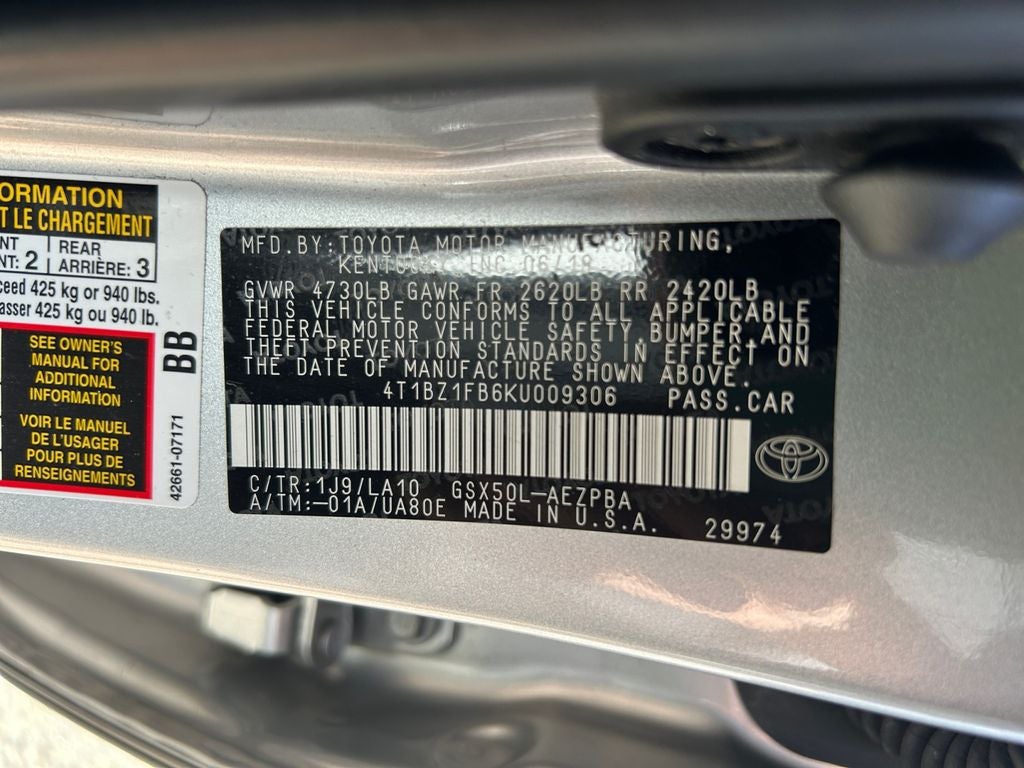 ORMATION
T LE CHARGEMENT
NT
NT: 2
REAR
ARRIÈRE: 3
ceed 425 kg or 940 lbs.
asser 425 kg ou 940 lb.
SEE OWNER'S
MANUAL FOR
ADDITIONAL
INFORMATION
VOIR LE MANUEL
DE L'USAGER
POUR PLUS DE
RENSEIGNEMENTS
BB
42661-07171
MFD.BY:TOYOTA MOTOR MANUFACTURING,
KENTUCKY, INC 06/18
GVWR 4730LB GAWR FR 2620LB RR 2420LB
THIS VEHICLE CONFORMS TO ALL APPLICABLE
FEDERAL MOTOR VEHICLE SAFETY,BUMPER,AND
THEFT PREVENTION STANDARDS IN EFFECT ON
THE DATE OF MANUFACTURE SHOWN ABOVE.
4T1BZ1FB6KU009306 PASS.CAR
C/TR:1J9/LA10 GSX50L-AEZPBA
A/TM:-01A/UA80E MADE IN U.S.A. 29974